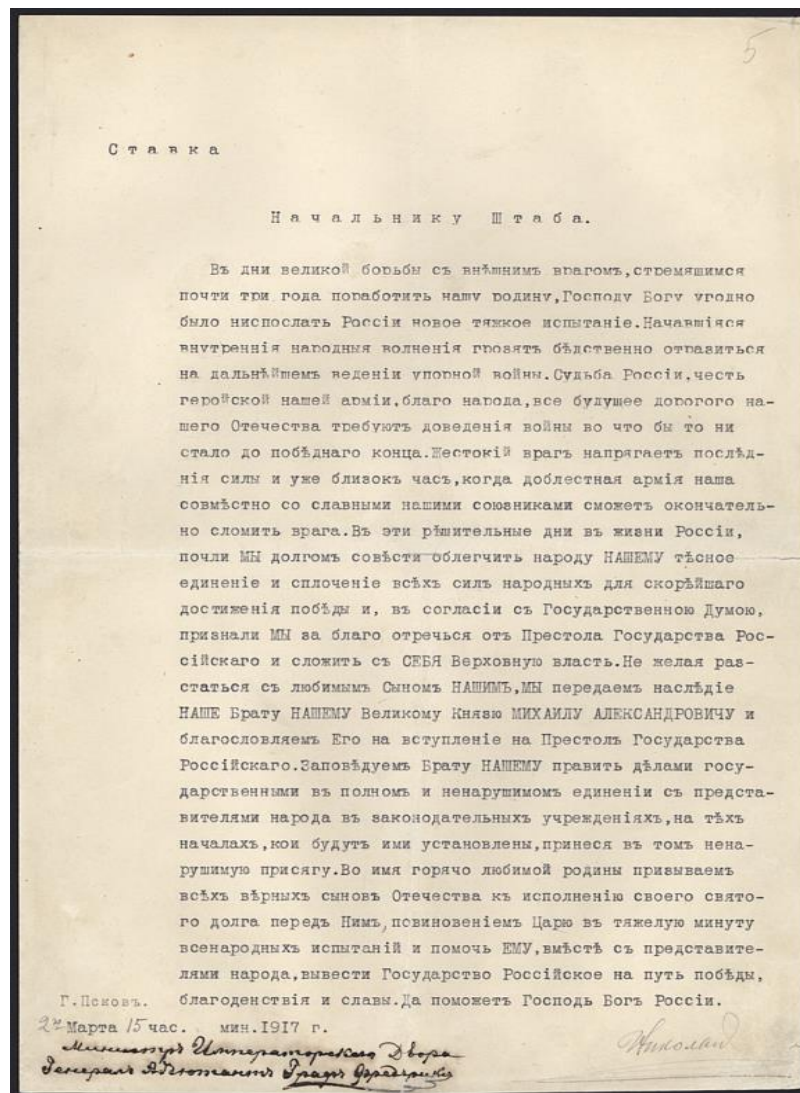 5
Ставка
Начальнику Штаба.
Въ дни великой борьбы съ внѣшнимъ врагомъ,стремящимся
почти три года поработить нашу родину,Господу Богу угодно
было ниспослать Россіи новое тяжкое испытаніе.Начавшіяся
внутреннія народныя волненія грозятъ бѣдственно отразиться
на дальнѣйшемъ веденіи упорной войны.Судьба Россіи,честь
геройской нашей арміи,благо народа,все будущее дорогого на-
шего Отечества требуютъ доведенія войны во что бы то ни
стало до побѣднаго конца.Жестокій врагъ напрягаетъ послѣд-
нія силы и уже близокъ часъ,когда доблестная армія наша
совмѣстно со славными нашими союзниками сможетъ окончатель-
но сломить врага.Въ эти рѣшительные дни въ жизни Россіи,
почли МЫ долгомъ совѣсти облегчить народу НАШЕМУ тѣсное
единеніе и сплоченіе всѣхъ силъ народныхъ для скорѣйшаго
достиженія побѣды и, въ согласіи съ Государственною Думою,
признали МЫ за благо отречься отъ Престола Государства Рос-
сійскаго и сложить съ СЕБЯ Верховную власть.Не желая раз-
статься съ любимымъ Сыномъ НАШИМЪ,МЫ передаемъ наслѣдіе
НАШЕ Брату НАШЕМУ Великому Князю МИХАИЛУ АЛЕКСАНДРОВИЧУ и
благословляемъ Его на вступленіе на Престолъ Государства
Россійскаго.Заповѣдуемъ Брату НАШЕМУ править дѣлами госу-
дарственными въ полномъ и ненарушимомъ единеніи съ предста-
вителями народа въ законодательныхъ учрежденіяхъ,на тѣхъ
началахъ,кои будутъ ими установлены,принеся въ томъ нена-
рушимую присягу.Во имя горячо любимой родины призываемъ
всѣхъ вѣрныхъ сыновъ Отечества къ исполненію своего свято-
го долга передъ Нимъ,повиновеніемъ Царю въ тяжелую минуту
всенародныхъ испытаній и помочь ЕМУ,вмѣстѣ съ представите-
лями народа,вывести Государство Россійское на путь побѣды,
благоденствія и славы.Да поможетъ Господь Богъ Россіи.
Г.Псковъ.
2го Марта 15 час. мин.1917 г.
Николай
Министръ Императорскаго Двора
Генералъ Адъютантъ Графъ Фредериксъ